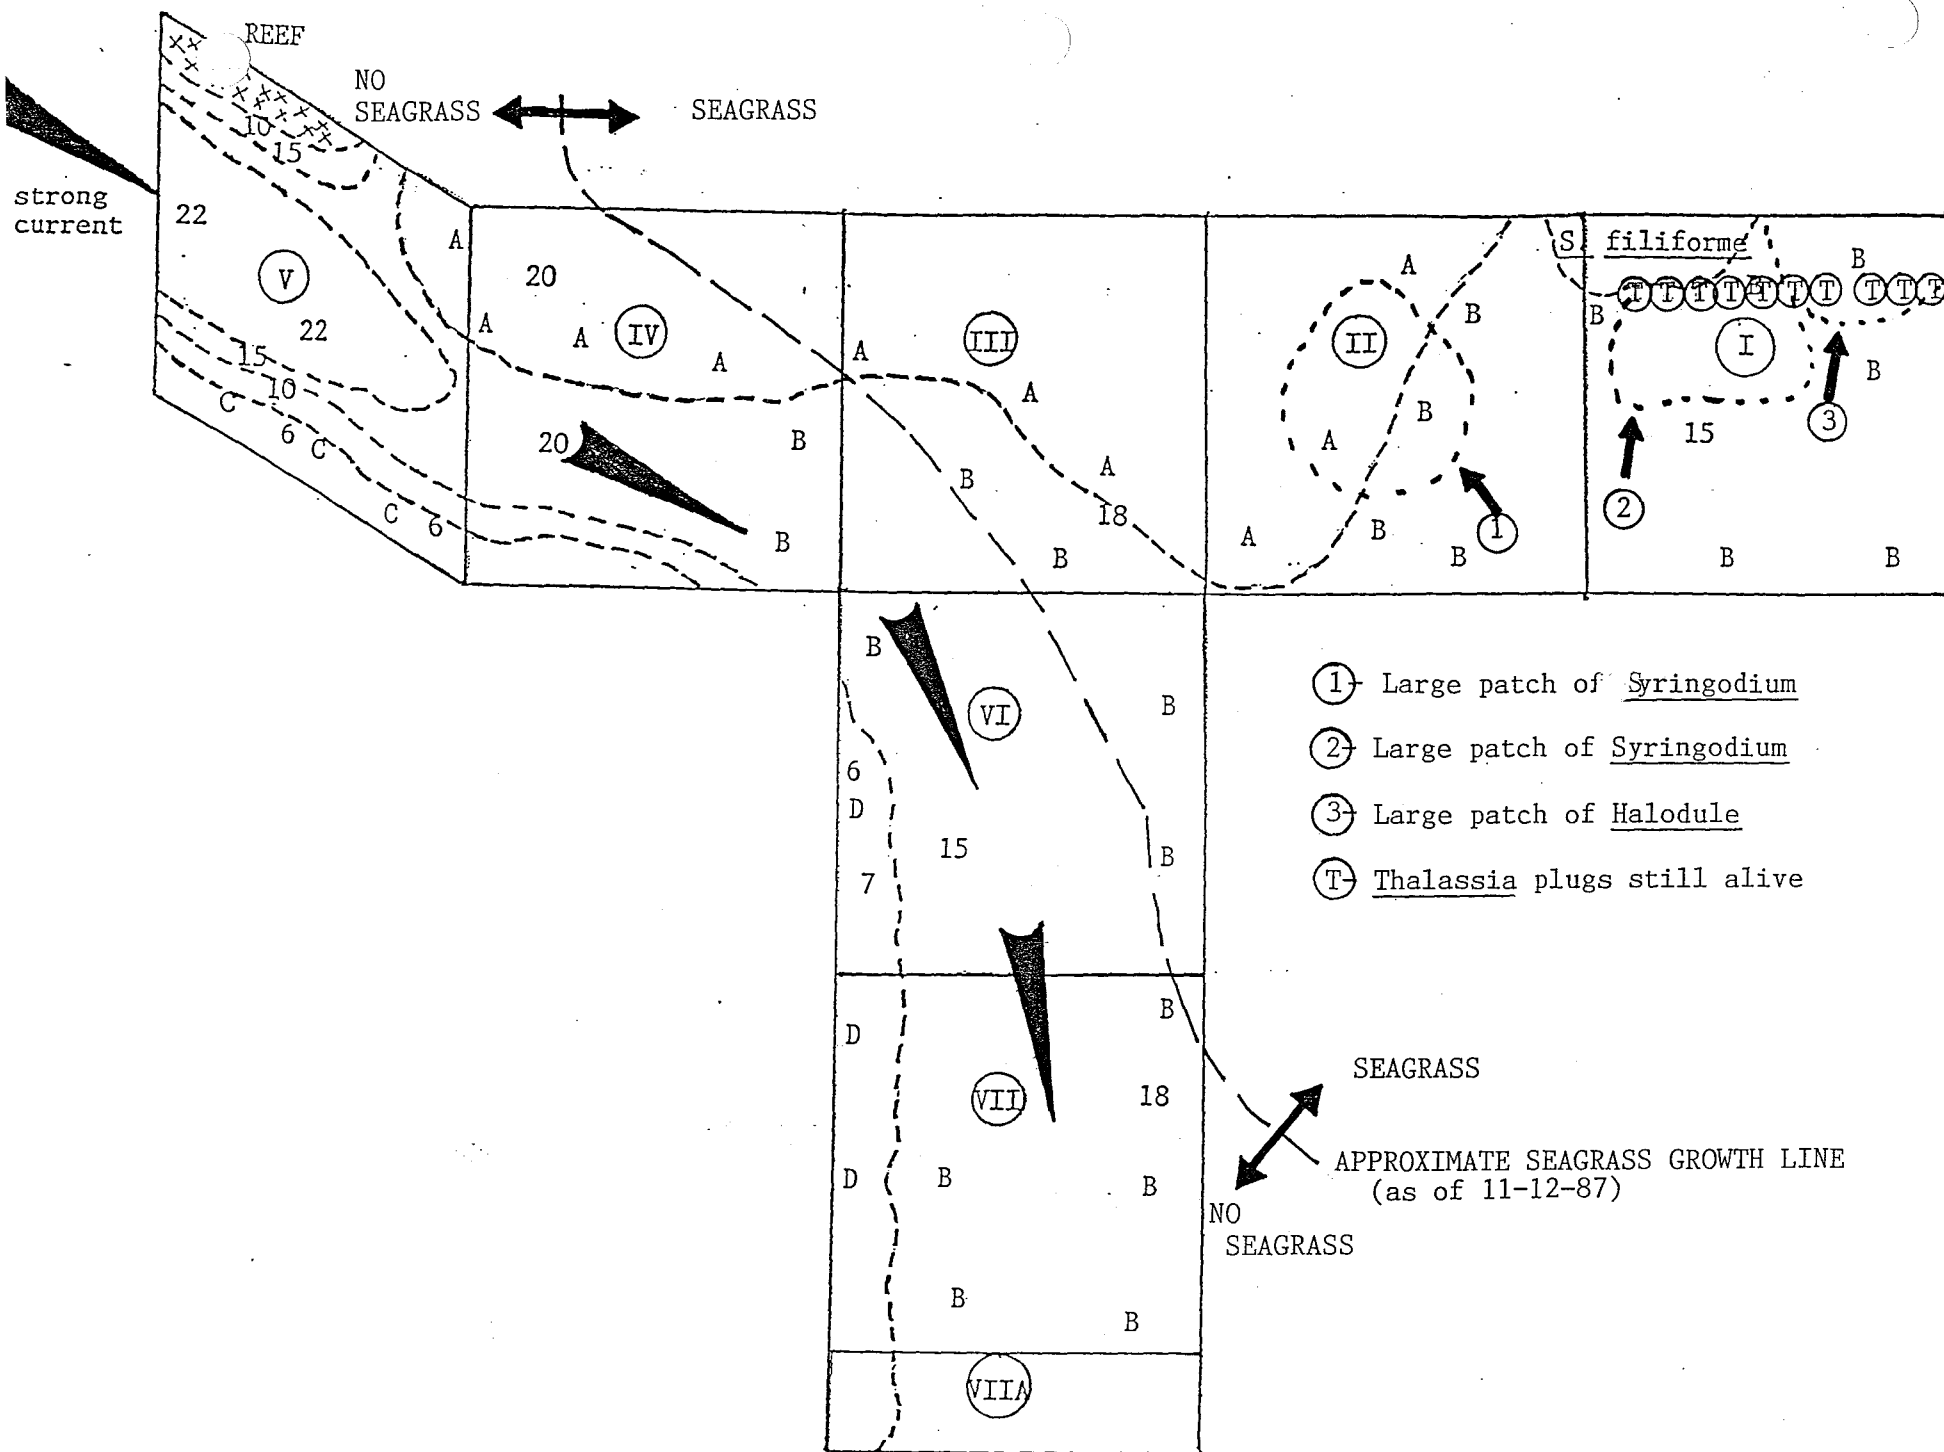 REEF
NO
SEAGRASS
SEAGRASS
strong
current
10
15
22
V
22
15
10
C
6
C
C
6
A
A
20
A
IV
A
20
B
B
A
III
A
B
A
18
B
A
II
B
A
B
A
B
B
1
S. filiforme
B
B
T T T T T T T T T T
B
I
B
15
3
2
B
B
B
VI
B
6
D
15
B
7
B
D
VII
18
D
B
B
B
B
VIIA
1 - Large patch of Syringodium
2 - Large patch of Syringodium
3 - Large patch of Halodule
T - Thalassia plugs still alive
SEAGRASS
APPROXIMATE SEAGRASS GROWTH LINE
(as of 11-12-87)
NO
SEAGRASS